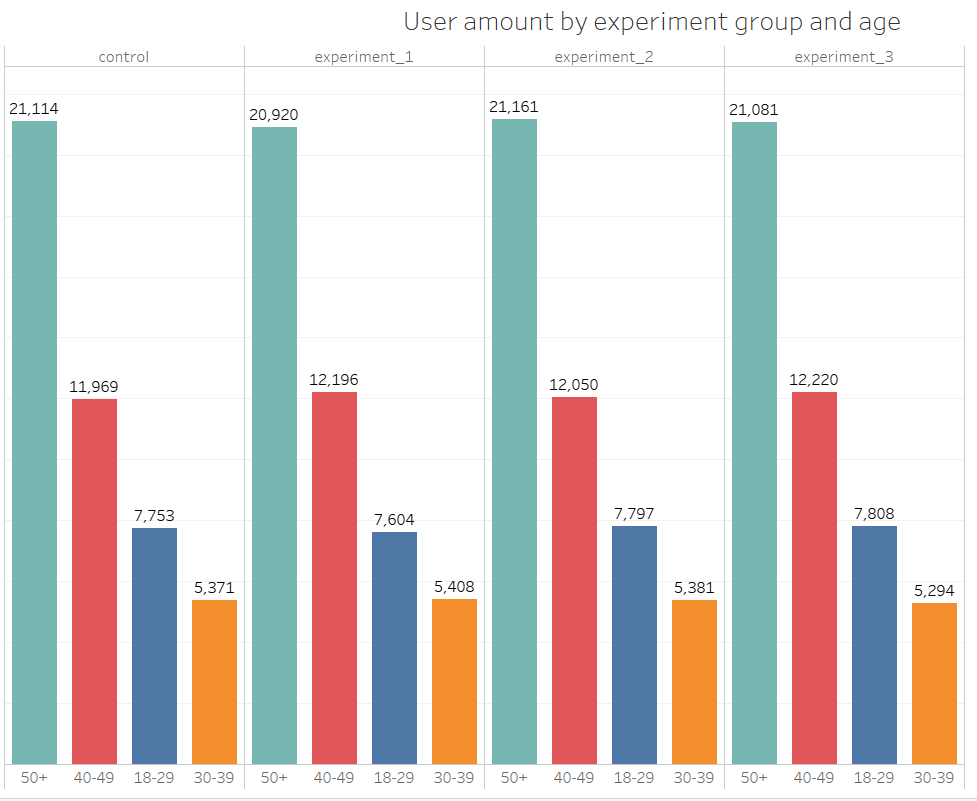 User amount by experiment group and age
control experiment_1 experiment_2 experiment_3
21,114 20,920 21,161 21,081
11,969 12,196 12,050 12,220
7,753 7,604 7,797 7,808
5,371 5,408 5,381 5,294
50+ 40-49 18-29 30-39 50+ 40-49 18-29 30-39 50+ 40-49 18-29 30-39 50+ 40-49 18-29 30-39